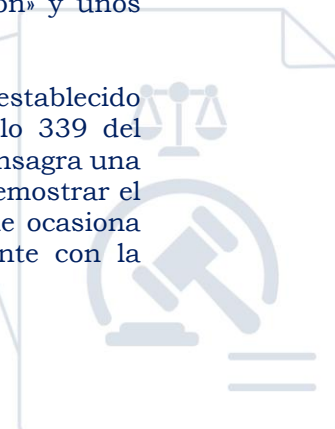 ón» y unos
establecido
lo 339 del
nsagra una
emostrar el
e ocasiona
nte con la